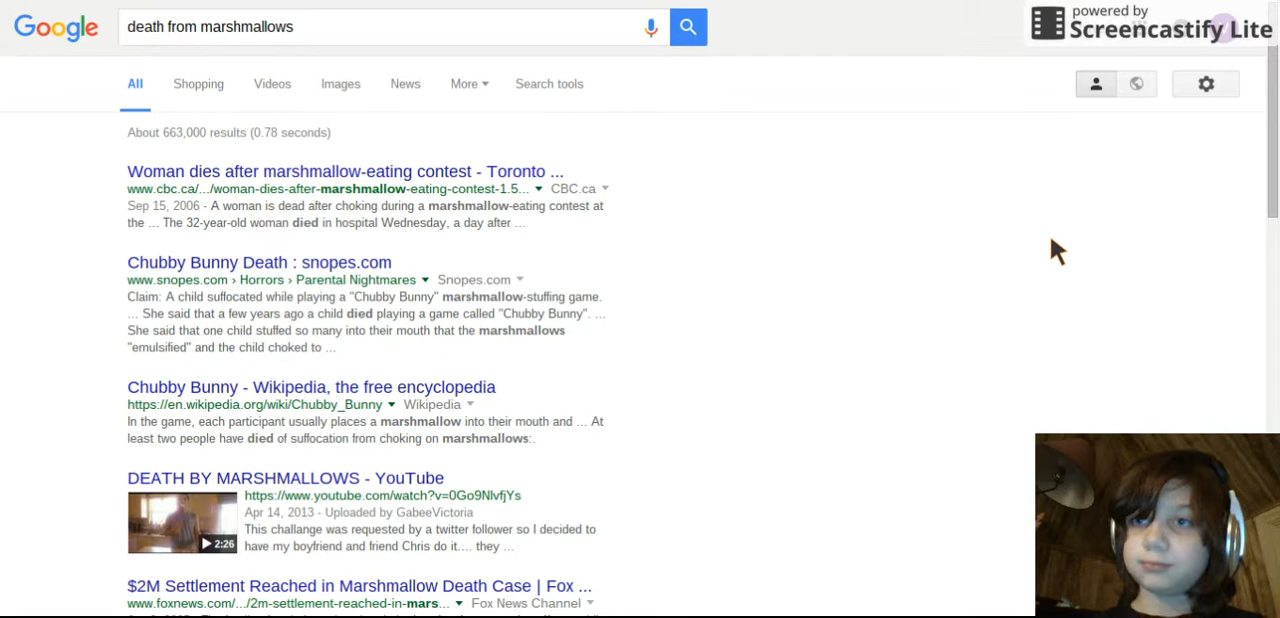 powered by
Screencastify Lite
Google
death from marshmallows
All Shopping Videos Images News More Search tools
About 663,000 results (0.78 seconds)
Woman dies after marshmallow-eating contest - Toronto ...
www.cbc.ca/.../woman-dies-after-marshmallow-eating-contest-1.5... CBC.ca
Sep 15, 2006 - A woman is dead after choking during a marshmallow-eating contest at
the ... The 32-year-old woman died in hospital Wednesday, a day after ...
Chubby Bunny Death : snopes.com
www.snopes.com › Horrors › Parental Nightmares Snopes.com
Claim: A child suffocated while playing a "Chubby Bunny" marshmallow-stuffing game.
... She said that a few years ago a child died playing a game called "Chubby Bunny". ...
She said that one child stuffed so many into their mouth that the marshmallows
"emulsified" and the child choked to ...
Chubby Bunny - Wikipedia, the free encyclopedia
https://en.wikipedia.org/wiki/Chubby_Bunny Wikipedia
In the game, each participant usually places a marshmallow into their mouth and ... At
least two people have died of suffocation from choking on marshmallows:.
DEATH BY MARSHMALLOWS - YouTube
https://www.youtube.com/watch?v=0Go9NlvfjYs
Apr 14, 2013 - Uploaded by GabeeVictoria
This challange was requested by a twitter follower so I decided to
have my boyfriend and friend Chris do it.... they ...
2:26
$2M Settlement Reached in Marshmallow Death Case | Fox ...
www.foxnews.com/.../2m-settlement-reached-in-mars... Fox News Channel